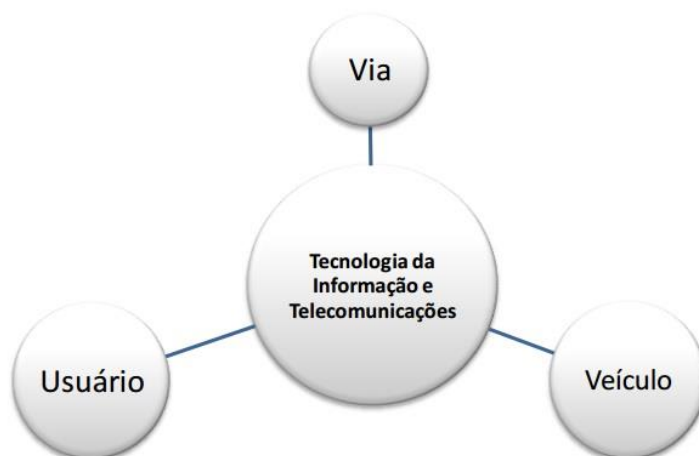 Via
Tecnologia da
Informação e
Telecomunicações
Usuário
Veículo